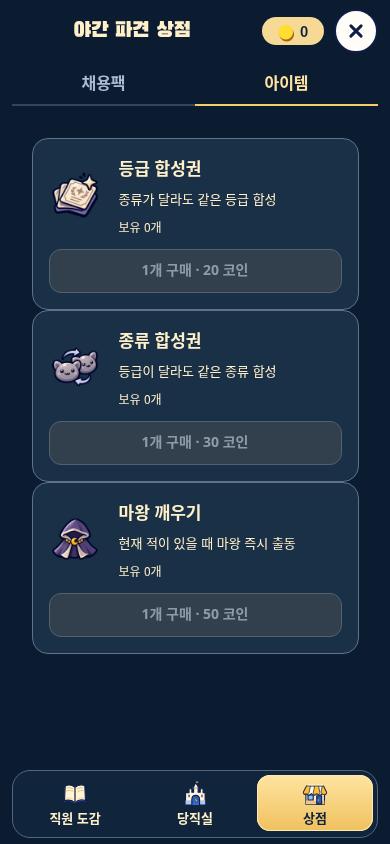 야간 파견 상점
0
채용팩
아이템
등급 합성권
종류가 달라도 같은 등급 합성
보유 0개
1개 구매 · 20 코인
종류 합성권
등급이 달라도 같은 종류 합성
보유 0개
1개 구매 · 30 코인
마왕 깨우기
현재 적이 있을 때 마왕 즉시 출동
보유 0개
1개 구매 · 50 코인
직원 도감
당직실
상점